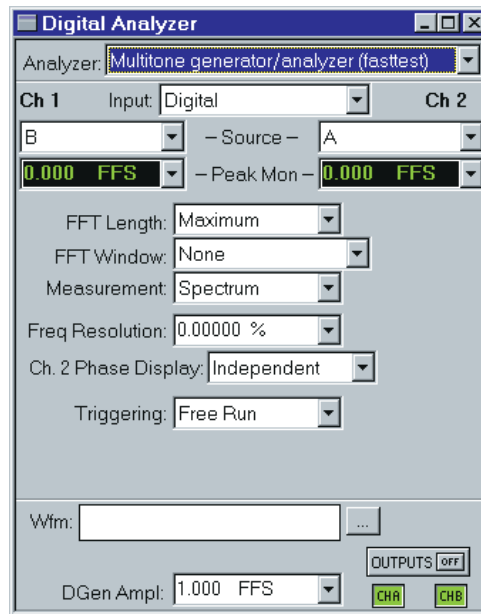 Digital Analyzer
Analyzer: Multitone generator/analyzer (fasttest)
Ch 1 Input: Digital Ch 2
B – Source – A
0.000 FFS – Peak Mon – 0.000 FFS
FFT Length: Maximum
FFT Window: None
Measurement: Spectrum
Freq Resolution: 0.00000 %
Ch. 2 Phase Display: Independent
Triggering: Free Run
Wfm: ...
OUTPUTS OFF
DGen Ampl: 1.000 FFS CHA CHB